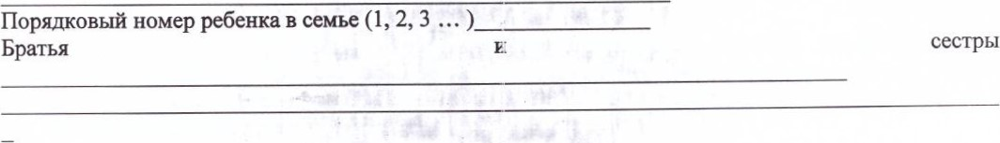 Порядковый номер ребенка в семье (1, 2, 3 ... )
Братья и сестры